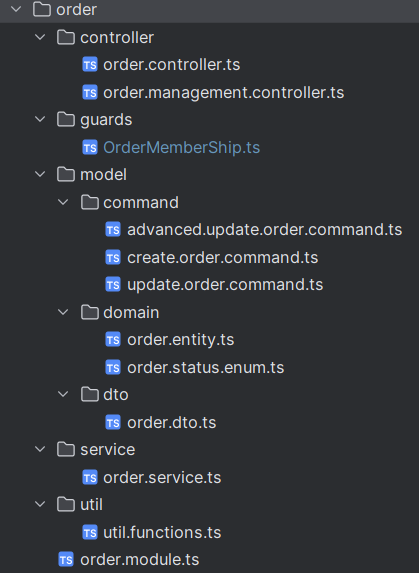 order
controller
TS order.controller.ts
TS order.management.controller.ts
guards
TS OrderMemberShip.ts
model
command
TS advanced.update.order.command.ts
TS create.order.command.ts
TS update.order.command.ts
domain
TS order.entity.ts
TS order.status.enum.ts
dto
TS order.dto.ts
service
TS order.service.ts
util
TS util.functions.ts
TS order.module.ts